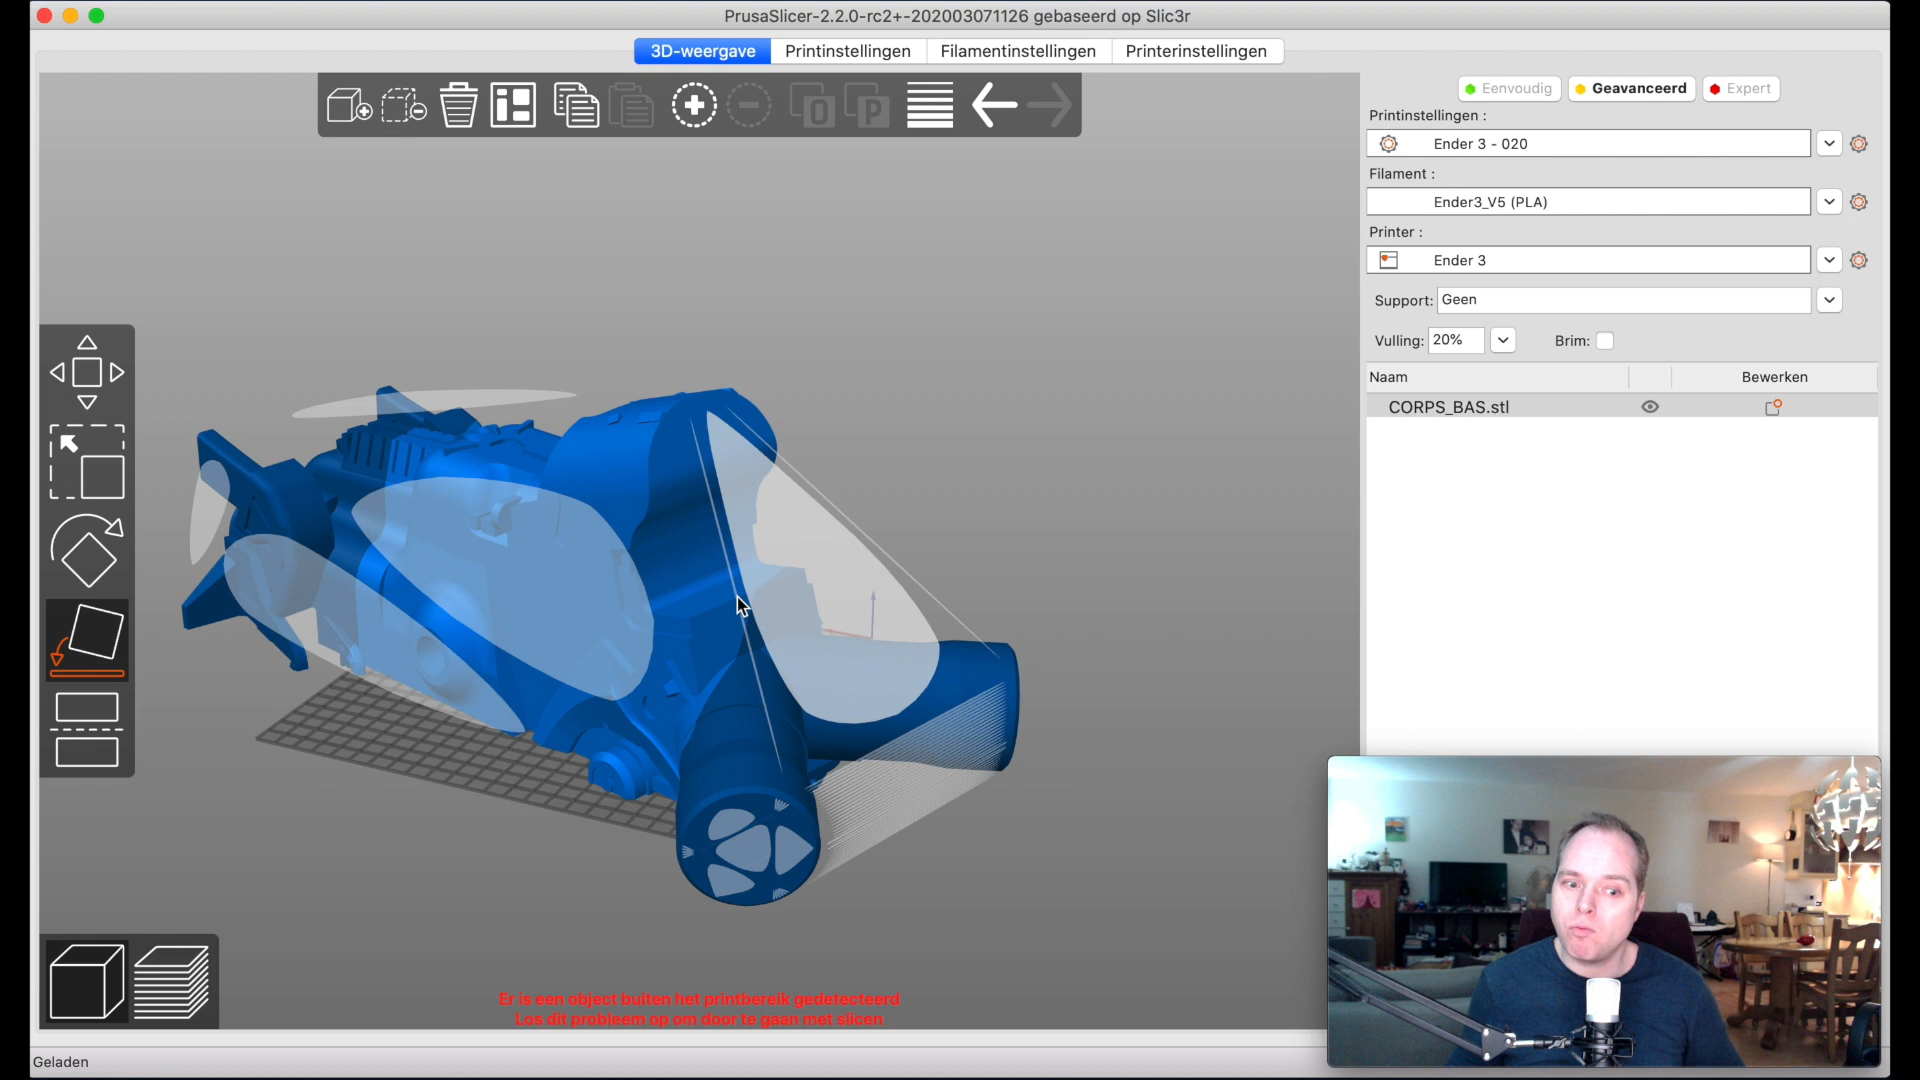 PrusaSlicer-2.2.0-rc2+-202003071126 gebaseerd op Slic3r
3D-weergave Printinstellingen Filamentinstellingen Printerinstellingen
Eenvoudig Geavanceerd Expert
Printinstellingen :
Ender 3 - 020
Filament :
Ender3_V5 (PLA)
Printer :
Ender 3
Support: Geen
Vulling: 20% Brim:
Naam Bewerken
CORPS_BAS.stl
O P
Er is een object buiten het printbereik gedetecteerd
Los dit probleem op om door te gaan met slicen
Geladen